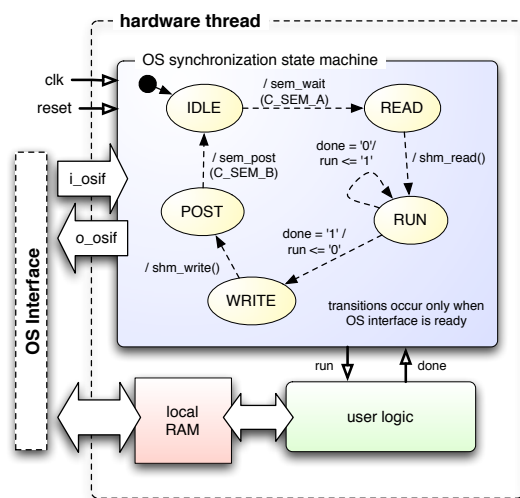 hardware thread
OS synchronization state machine
clk
reset
IDLE
/ sem_wait
(C_SEM_A)
READ
/ sem_post
(C_SEM_B)
done = '0'/
run <= '1'
/ shm_read()
i_osif
o_osif
POST
RUN
done = '1' /
run <= '0'
/ shm_write()
WRITE
transitions occur only when
OS interface is ready
OS Interface
run
done
local
RAM
user logic